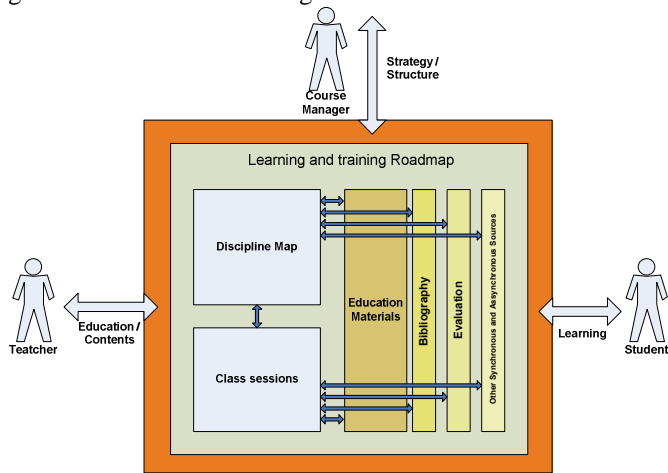 Course
Manager
Strategy /
Structure
Learning and training Roadmap
Discipline Map
Class sessions
Education
Materials
Bibliography
Evaluation
Other Synchronous and Assynchronous Sources
Teatcher
Education /
Contents
Learning
Student